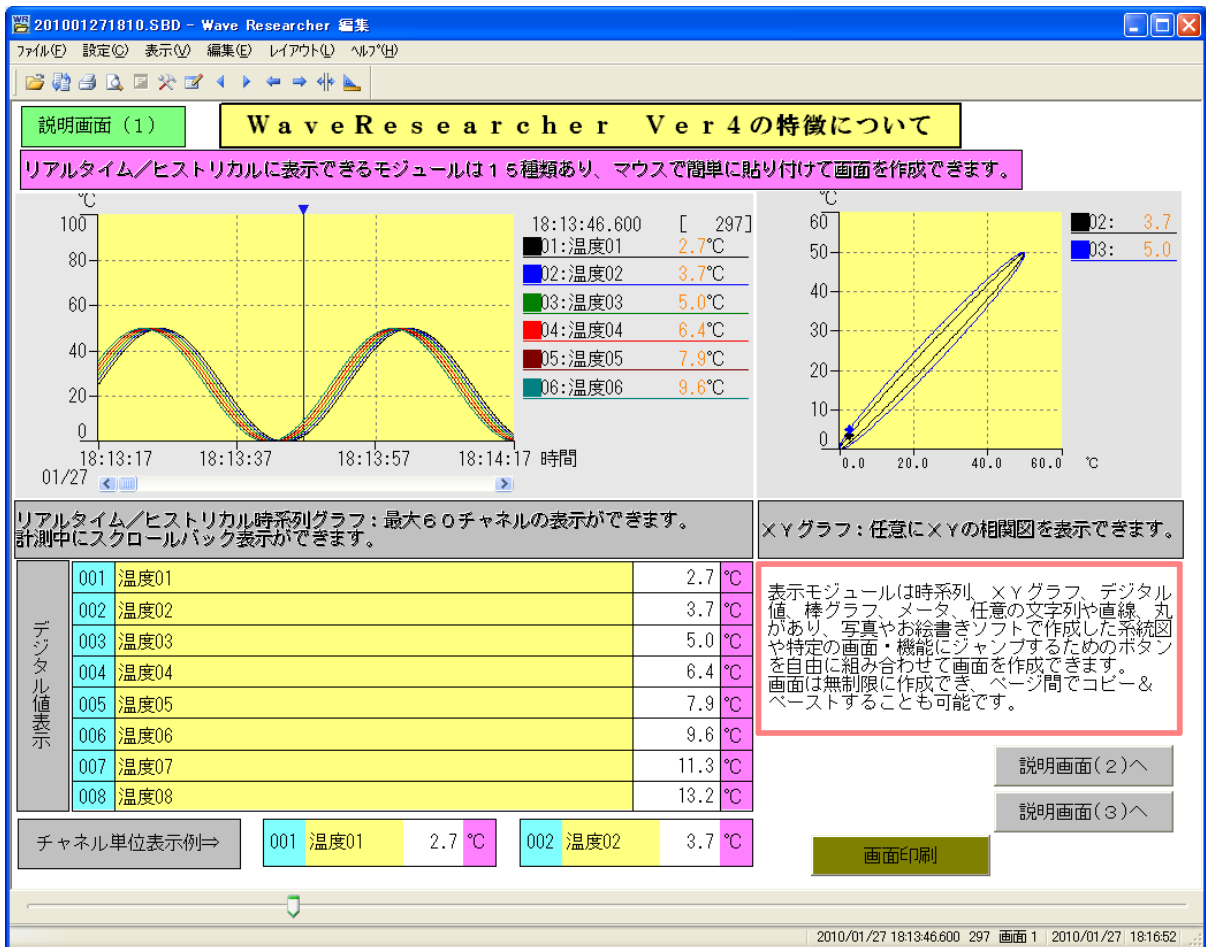 201001271810.SBD - Wave Researcher 編集
ファイル(F) 設定(C) 表示(V) 編集(E) レイアウト(L) ヘルプ(H)
説明画面（１）
ＷａｖｅＲｅｓｅａｒｃｈｅｒ　Ｖｅｒ４の特徴について
リアルタイム／ヒストリカルに表示できるモジュールは１５種類あり、マウスで簡単に貼り付けて画面を作成できます。
℃
100
80
60
40
20
0
18:13:17 18:13:37 18:13:57 18:14:17 時間
01/27
18:13:46.600 [ 297]
01:温度01 2.7℃
02:温度02 3.7℃
03:温度03 5.0℃
04:温度04 6.4℃
05:温度05 7.9℃
06:温度06 9.6℃
℃
60
50
40
30
20
10
0
0.0 20.0 40.0 60.0 ℃
02: 3.7
03: 5.0
リアルタイム／ヒストリカル時系列グラフ：最大６０チャネルの表示ができます。
計測中にスクロールバック表示ができます。
ＸＹグラフ：任意にＸＹの相関図を表示できます。
デジタル値表示
001 温度01 2.7 ℃
002 温度02 3.7 ℃
003 温度03 5.0 ℃
004 温度04 6.4 ℃
005 温度05 7.9 ℃
006 温度06 9.6 ℃
007 温度07 11.3 ℃
008 温度08 13.2 ℃
表示モジュールは時系列、ＸＹグラフ、デジタル
値、棒グラフ、メータ、任意の文字列や直線、丸
があり、写真やお絵書きソフトで作成した系統図
や特定の画面・機能にジャンプするためのボタン
を自由に組み合わせて画面を作成できます。
画面は無制限に作成でき、ページ間でコピー＆
ペーストすることも可能です。
説明画面(２)へ
説明画面(３)へ
チャネル単位表示例⇒
001 温度01 2.7 ℃
002 温度02 3.7 ℃
画面印刷
2010/01/27 18:13:46.600 297 画面 1 2010/01/27 18:16:52